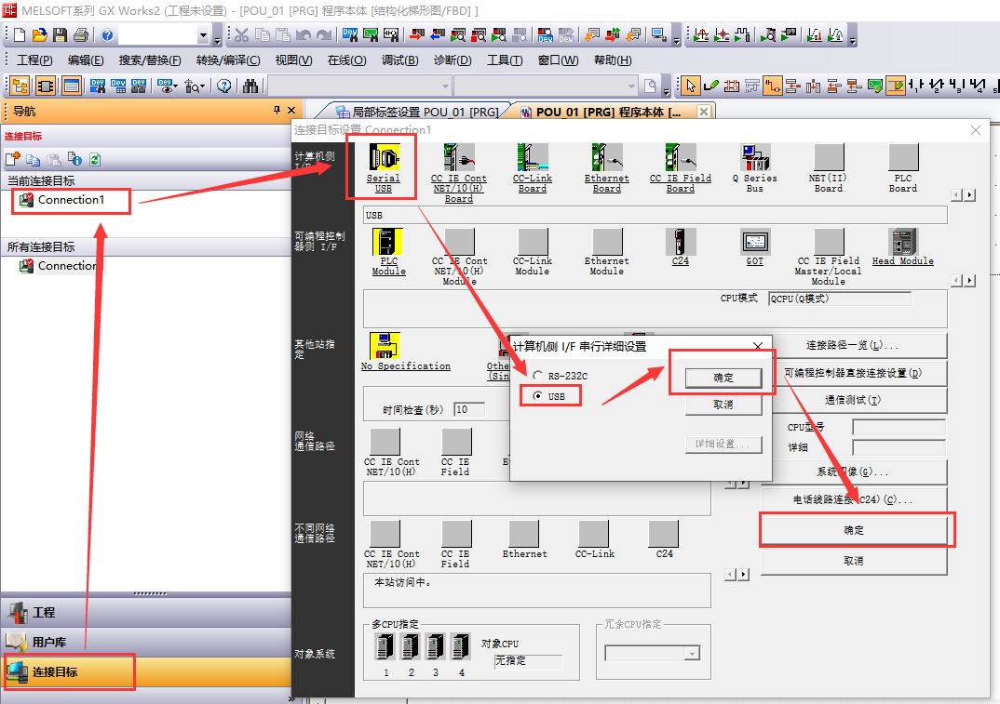 MELSOFT系列 GX Works2 (工程未设置) - [POU_01 [PRG] 程序本体 [结构化梯形图/FBD] ]
工程(P) 编辑(E) 搜索/替换(F) 转换/编译(C) 视图(V) 在线(O) 调试(B) 诊断(D) 工具(T) 窗口(W) 帮助(H)
导航
局部标签设置 POU_01 [PRG]
POU_01 [PRG] 程序本体 [...
连接目标
当前连接目标
Connection1
所有连接目标
Connection
工程
用户库
连接目标
连接目标设置 Connection1
计算机侧
I/F
Serial
USB
CC IE Cont
NET/10(H)
Board
CC-Link
Board
Ethernet
Board
CC IE Field
Board
Q Series
Bus
NET(II)
Board
PLC
Board
USB
可编程控制
器侧 I/F
PLC
Module
CC IE Cont
NET/10(H)
Module
CC-Link
Module
Ethernet
Module
C24
GOT
CC IE Field
Master/Local
Module
Head Module
CPU模式
QCPU(Q模式)
其他站指
定
No Specification
Othe
(Sin
时间检查(秒)
10
连接路径一览(L)...
可编程控制器直接连接设置(D)
通信测试(T)
CPU型号
详细
系统图像(G)...
电话线路连接(C24)(C)...
确定
取消
计算机侧 I/F 串行详细设置
RS-232C
USB
确定
取消
详细设置...
网络
通信路径
CC IE Cont
NET/10(H)
CC IE
Field
E
不同网络
通信路径
CC IE Cont
NET/10(H)
CC IE
Field
Ethernet
CC-Link
C24
本站访问中。
对象系统
多CPU指定
1 2 3 4
对象CPU
无指定
冗余CPU指定